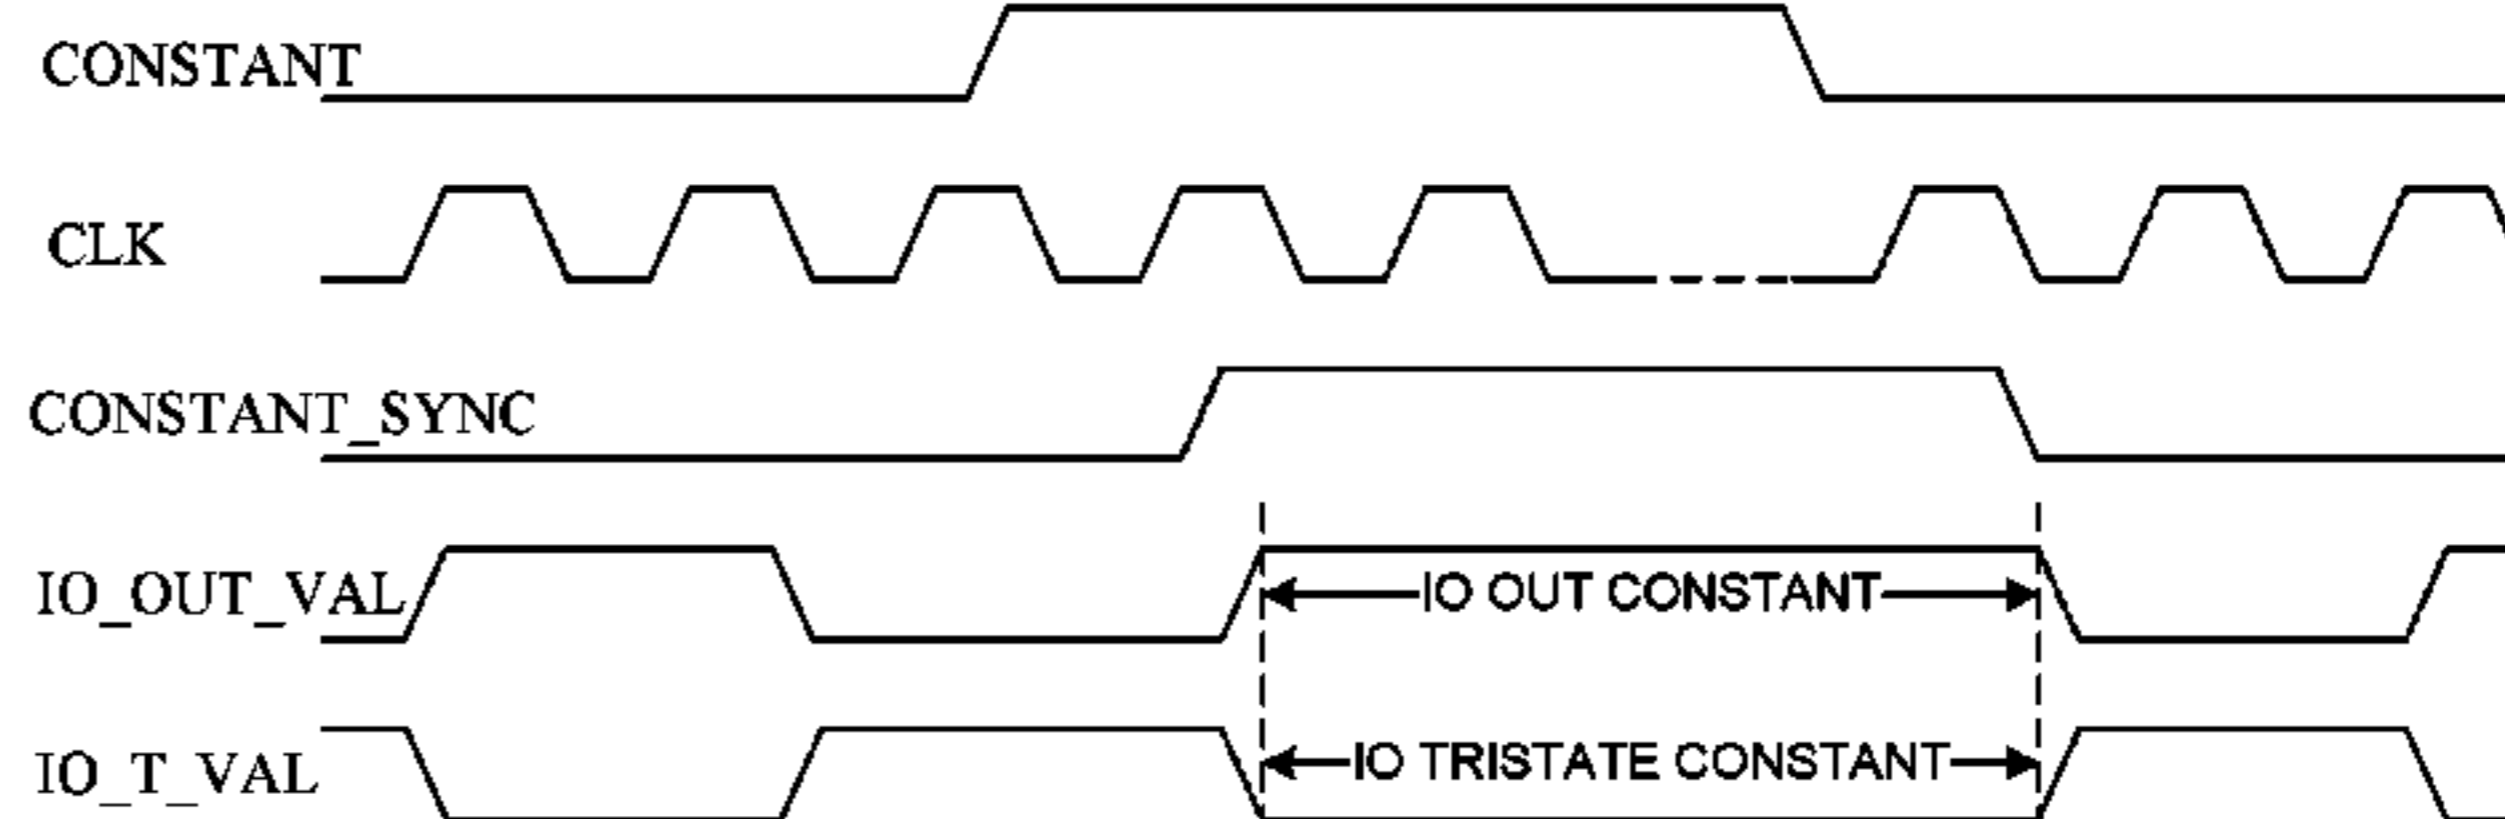 CONSTANT
CLK
CONSTANT_SYNC
IO_OUT_VAL
IO OUT CONSTANT
IO_T_VAL
IO TRISTATE CONSTANT